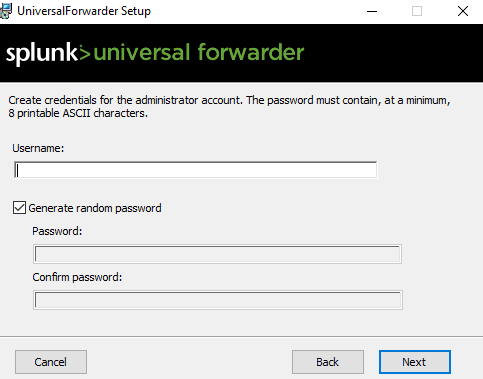 UniversalForwarder Setup
splunk>universal forwarder
Create credentials for the administrator account. The password must contain, at a minimum,
8 printable ASCII characters.
Username:
Generate random password
Password:
Confirm password:
Cancel
Back
Next